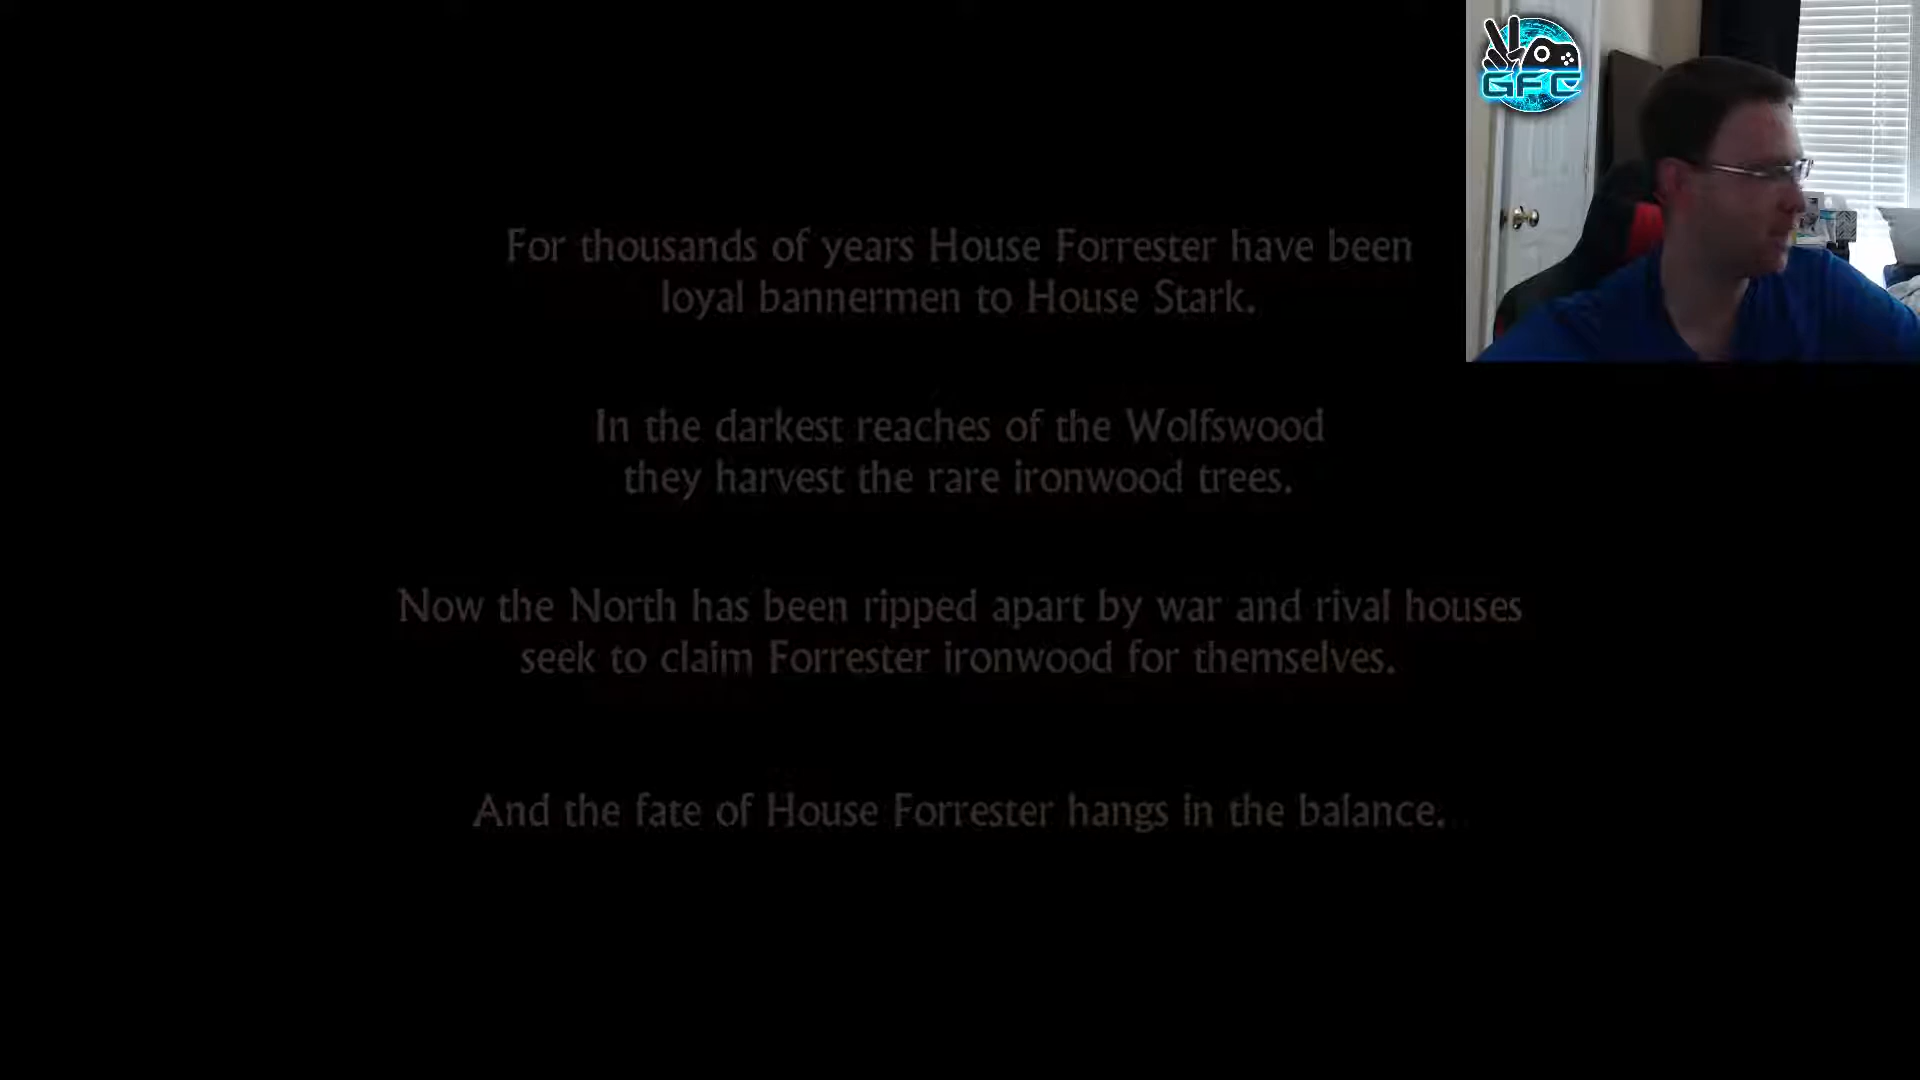 GFC
For thousands of years House Forrester have been
loyal bannermen to House Stark.
In the darkest reaches of the Wolfswood
they harvest the rare ironwood trees.
Now the North has been ripped apart by war and rival houses
seek to claim Forrester ironwood for themselves.
And the fate of House Forrester hangs in the balance.